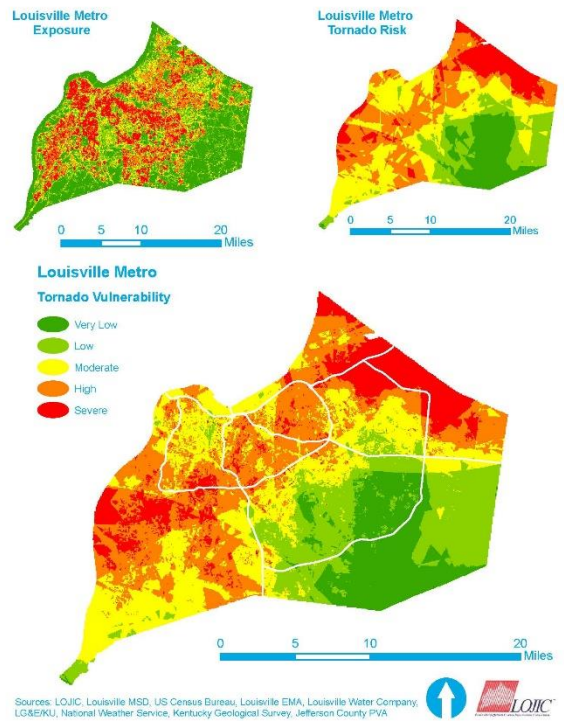 Louisville Metro
Exposure
Louisville Metro
Tornado Risk
0 5 10 20
Miles
0 5 10 20
Miles
Louisville Metro
Tornado Vulnerability
Very Low
Low
Moderate
High
Severe
0 5 10 20
Miles
Sources: LOJIC, Louisville MSD, US Census Bureau, Louisville EMA, Louisville Water Company,
LG&E/KU, National Weather Service, Kentucky Geological Survey, Jefferson County PVA
LOJIC